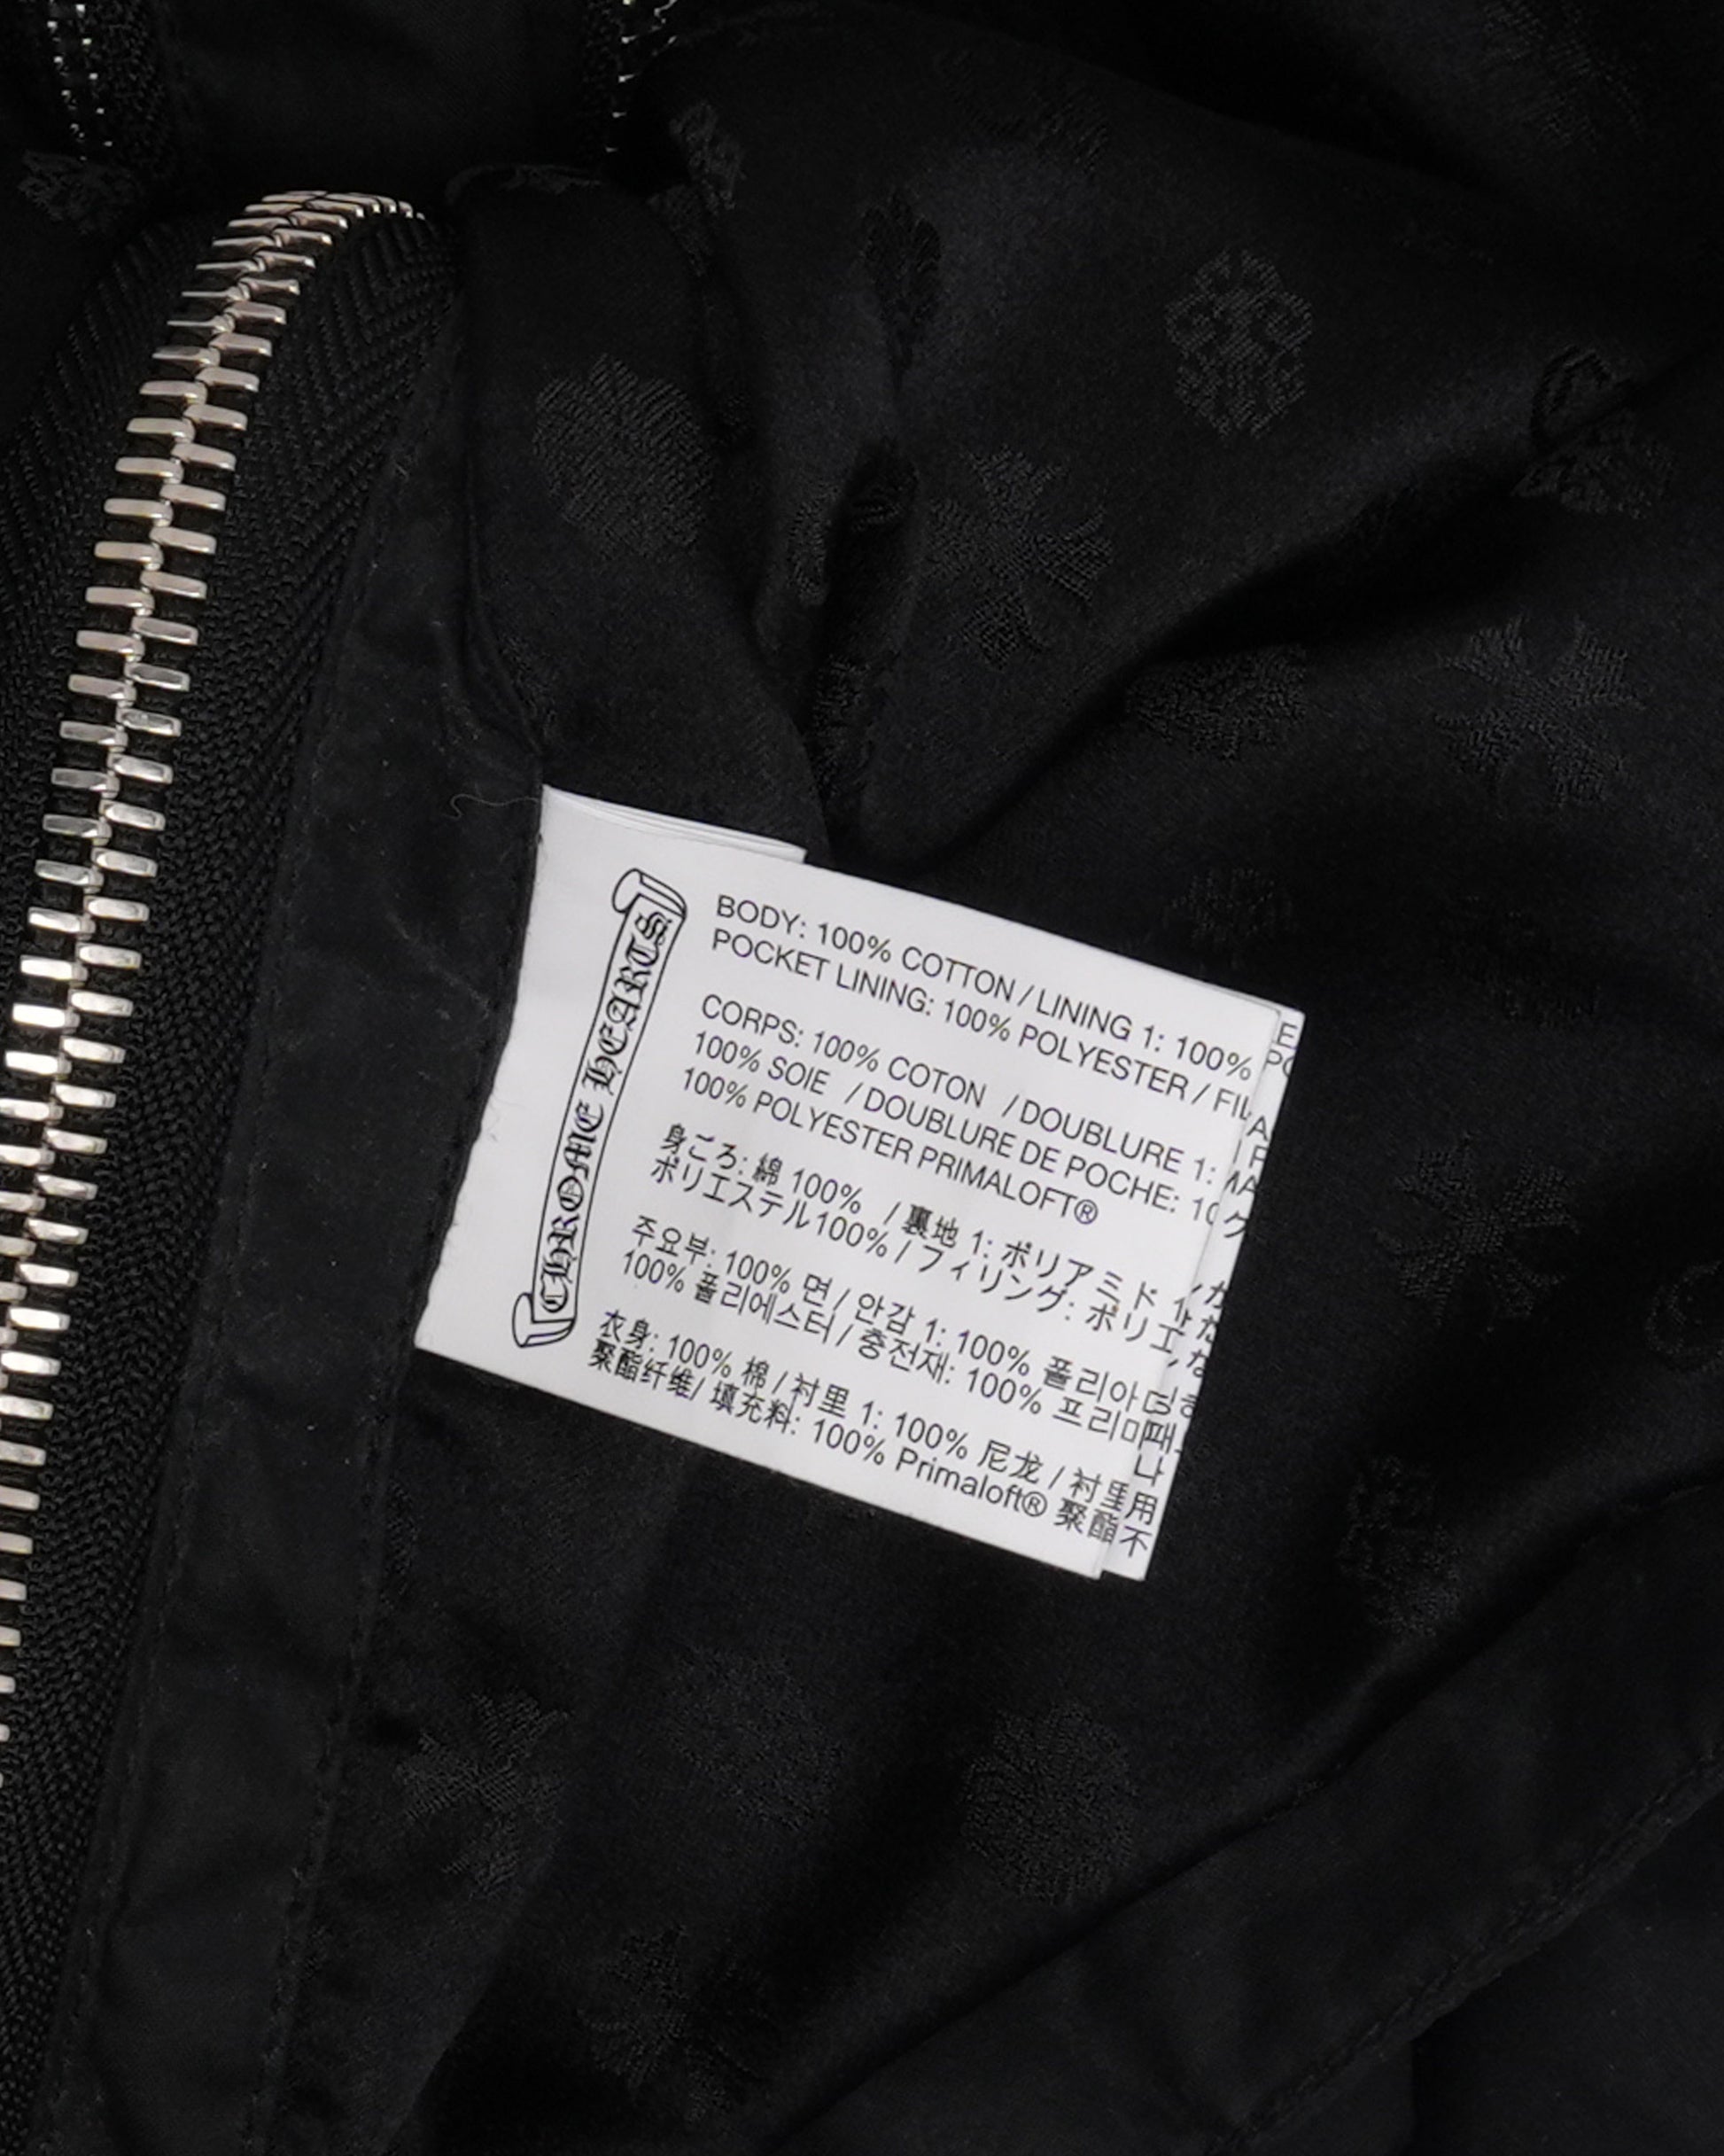 CHROME HEARTS
BODY: 100% COTTON / LINING 1: 100%
POCKET LINING: 100% POLYESTER / FIL
CORPS: 100% COTON / DOUBLURE 1:
100% SOIE / DOUBLURE DE POCHE: 10
100% POLYESTER PRIMALOFT®
身ごろ: 綿 100% / 裏地 1: ポリアミド
ポリエステル100% / フィリング: ポリエ
주요부: 100% 면 / 안감 1: 100% 폴리아
100% 폴리에스터 / 충전재: 100% 프리마
衣身: 100% 棉 / 衬里 1: 100% 尼龙 / 衬里
聚酯纤维/ 填充料: 100% Primaloft® 聚酯
用
不